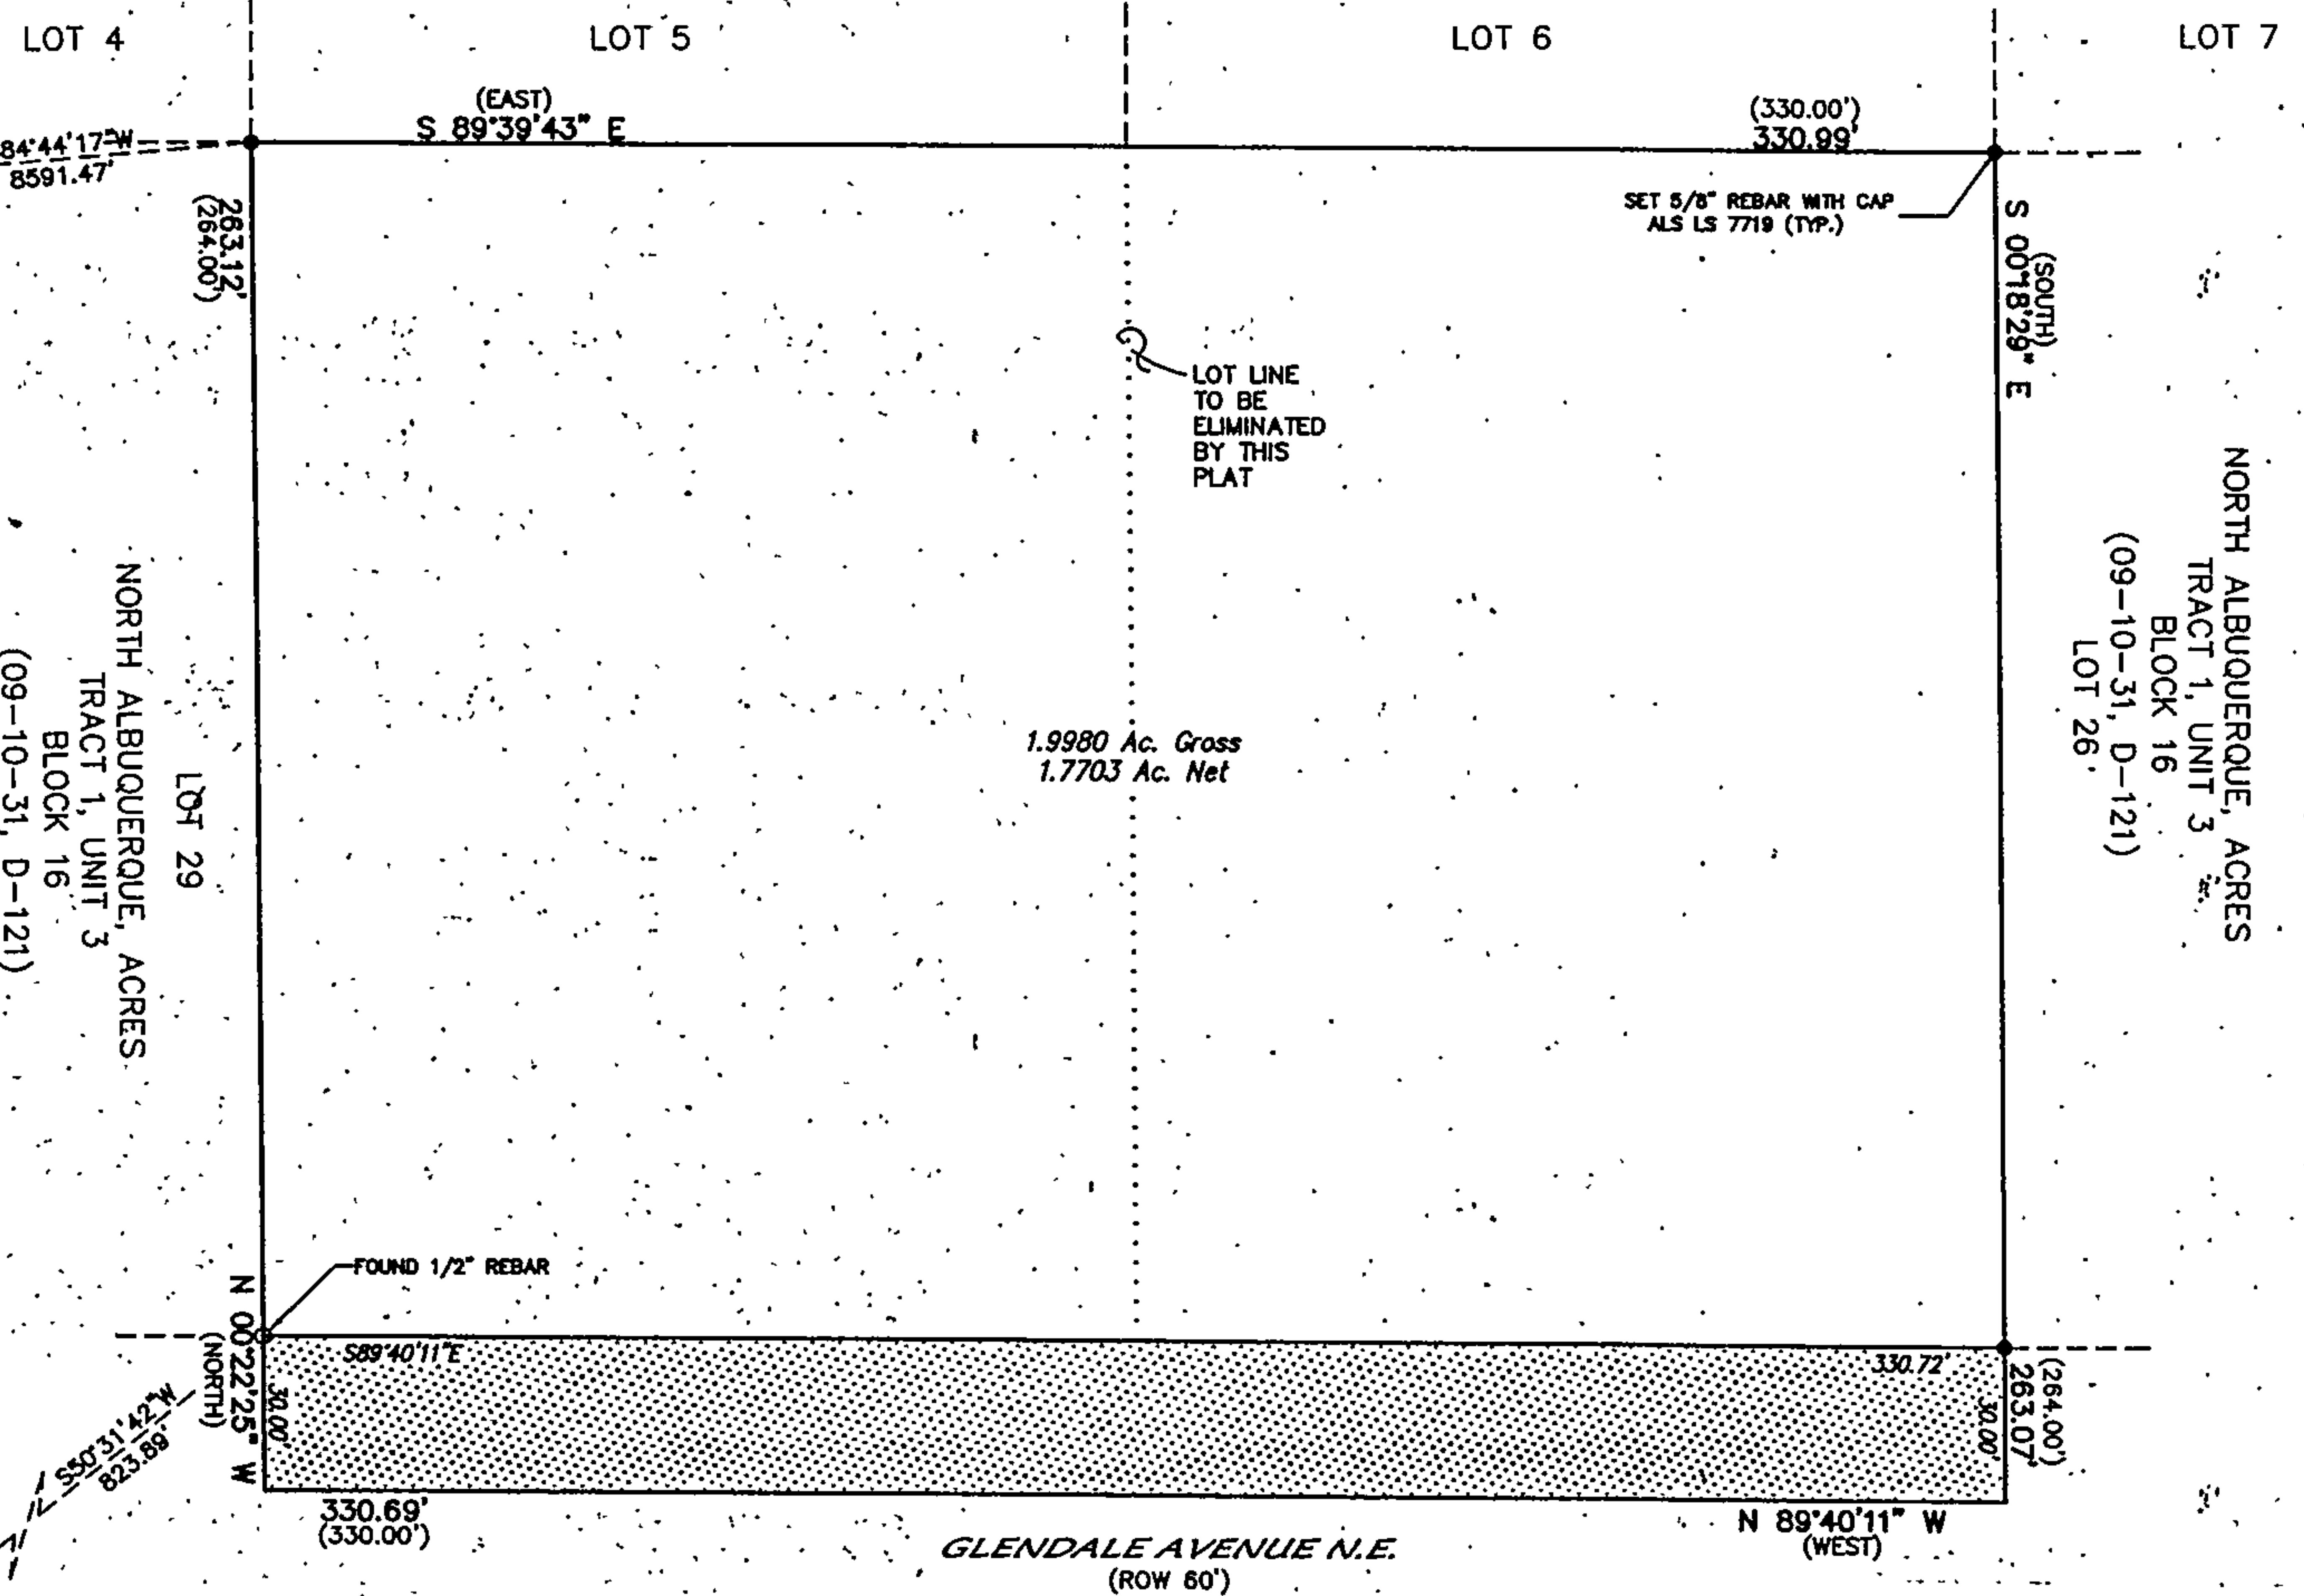 LOT 4
LOT 5
LOT 6
LOT 7
(EAST)
S 89°39'43" E
(330.00')
330.99'
84°44'17"W
8591.47'
263.12'
(264.00')
SET 5/8" REBAR WITH CAP
ALS LS 7719 (TYP.)
(SOUTH)
S 00°18'29" E
LOT LINE
TO BE
ELIMINATED
BY THIS
PLAT
NORTH ALBUQUERQUE, ACRES
TRACT 1, UNIT 3
BLOCK 16
(09-10-31, D-121)
LOT 26
LOT 29
NORTH ALBUQUERQUE, ACRES
TRACT 1, UNIT 3
BLOCK 16
(09-10-31, D-121)
1.9980 Ac. Gross
1.7703 Ac. Net
FOUND 1/2" REBAR
N 00°22'25" W
(NORTH)
S89°40'11"E
330.72'
30.00'
30.00'
(264.00')
263.07'
S50°31'42"W
823.89'
330.69'
(330.00')
N 89°40'11" W
(WEST)
GLENDALE AVENUE N.E.
(ROW 60')